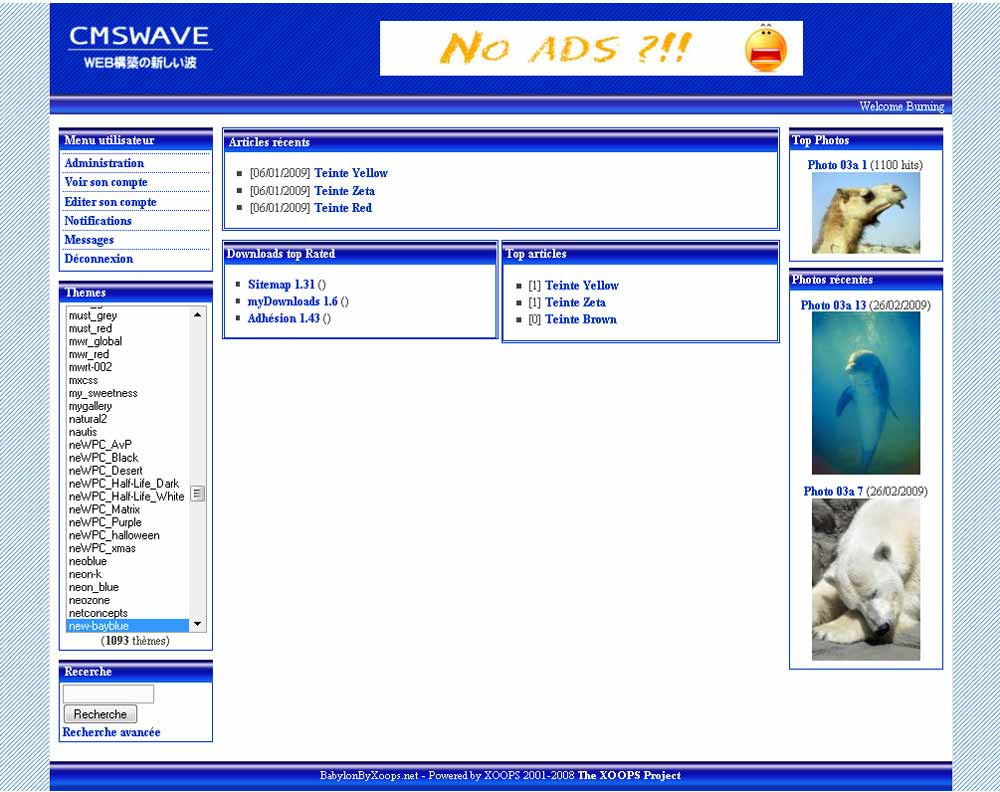 CMSWAVE
WEB構築の新しい波
No ADS ?!!
Welcome Burning
Menu utilisateur
Administration
Voir son compte
Editer son compte
Notifications
Messages
Déconnexion
Themes
must_grey
must_red
mwr_global
mwr_red
mwrt-002
mxcss
my_sweetness
mygallery
natural2
nautis
neWPC_AvP
neWPC_Black
neWPC_Desert
neWPC_Half-Life_Dark
neWPC_Half-Life_White
neWPC_Matrix
neWPC_Purple
neWPC_halloween
neWPC_xmas
neoblue
neon-k
neon_blue
neozone
netconcepts
new-bayblue
(1093 thèmes)
Recerche
Recherche
Recherche avancée
Articles récents
[06/01/2009] Teinte Yellow
[06/01/2009] Teinte Zeta
[06/01/2009] Teinte Red
Downloads top Rated
Sitemap 1.31 ()
myDownloads 1.6 ()
Adhésion 1.43 ()
Top articles
[1] Teinte Yellow
[1] Teinte Zeta
[0] Teinte Brown
Top Photos
Photo 03a 1 (1100 hits)
Photos récentes
Photo 03a 13 (26/02/2009)
Photo 03a 7 (26/02/2009)
BabylonByXoops.net - Powered by XOOPS 2001-2008 The XOOPS Project